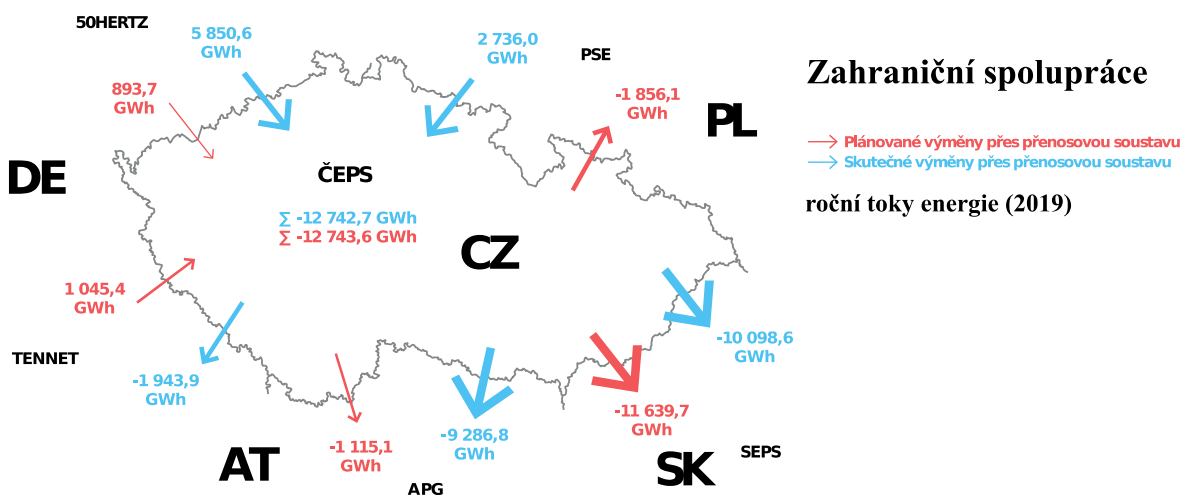 50HERTZ
5 850,6
GWh
2 736,0
GWh
PSE
Zahraniční spolupráce
893,7
GWh
-1 856,1
GWh
PL
Plánované výměny přes přenosovou soustavu
Skutečné výměny přes přenosovou soustavu
DE
ČEPS
roční toky energie (2019)
∑ -12 742,7 GWh
∑ -12 743,6 GWh
CZ
1 045,4
GWh
TENNET
-1 943,9
GWh
-10 098,6
GWh
-11 639,7
GWh
AT
-1 115,1
GWh
-9 286,8
GWh
APG
SK
SEPS